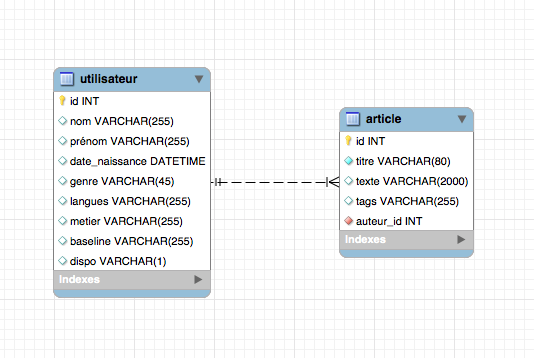 utilisateur
id INT
nom VARCHAR(255)
prénom VARCHAR(255)
date_naissance DATETIME
genre VARCHAR(45)
langues VARCHAR(255)
metier VARCHAR(255)
baseline VARCHAR(255)
dispo VARCHAR(1)
Indexes
article
id INT
titre VARCHAR(80)
texte VARCHAR(2000)
tags VARCHAR(255)
auteur_id INT
Indexes